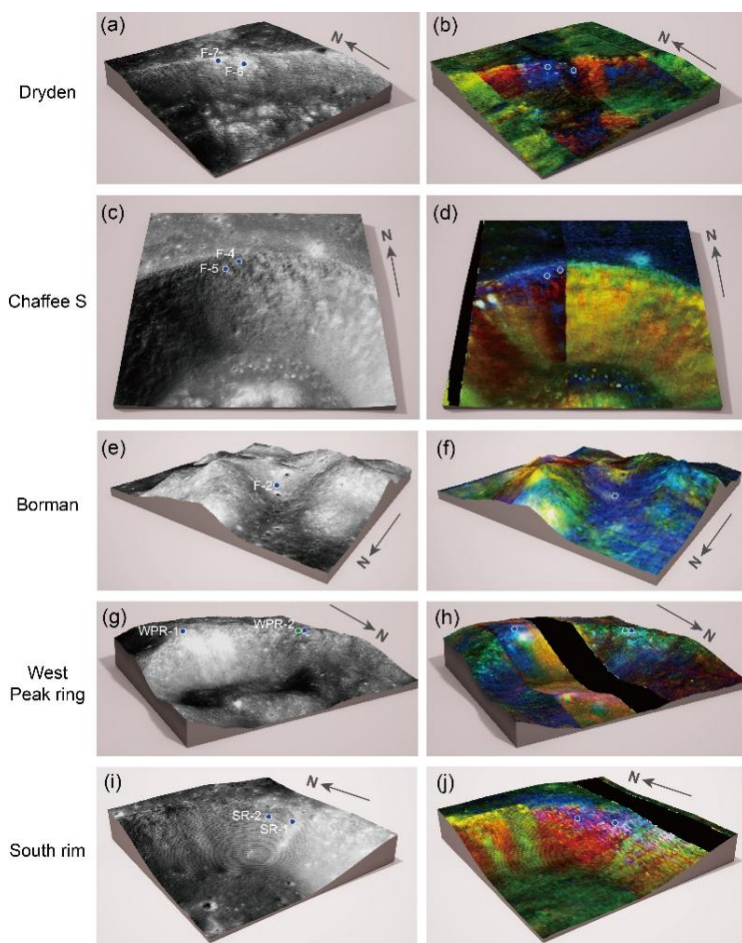 (a)
F-7
F-6
N
(b)
N
Dryden
(c)
F-4
F-5
N
(d)
N
Chaffee S
(e)
F-2
N
(f)
N
Borman
(g)
WPR-1
WPR-2
N
(h)
N
West
Peak ring
(i)
SR-2
SR-1
N
(j)
N
South rim